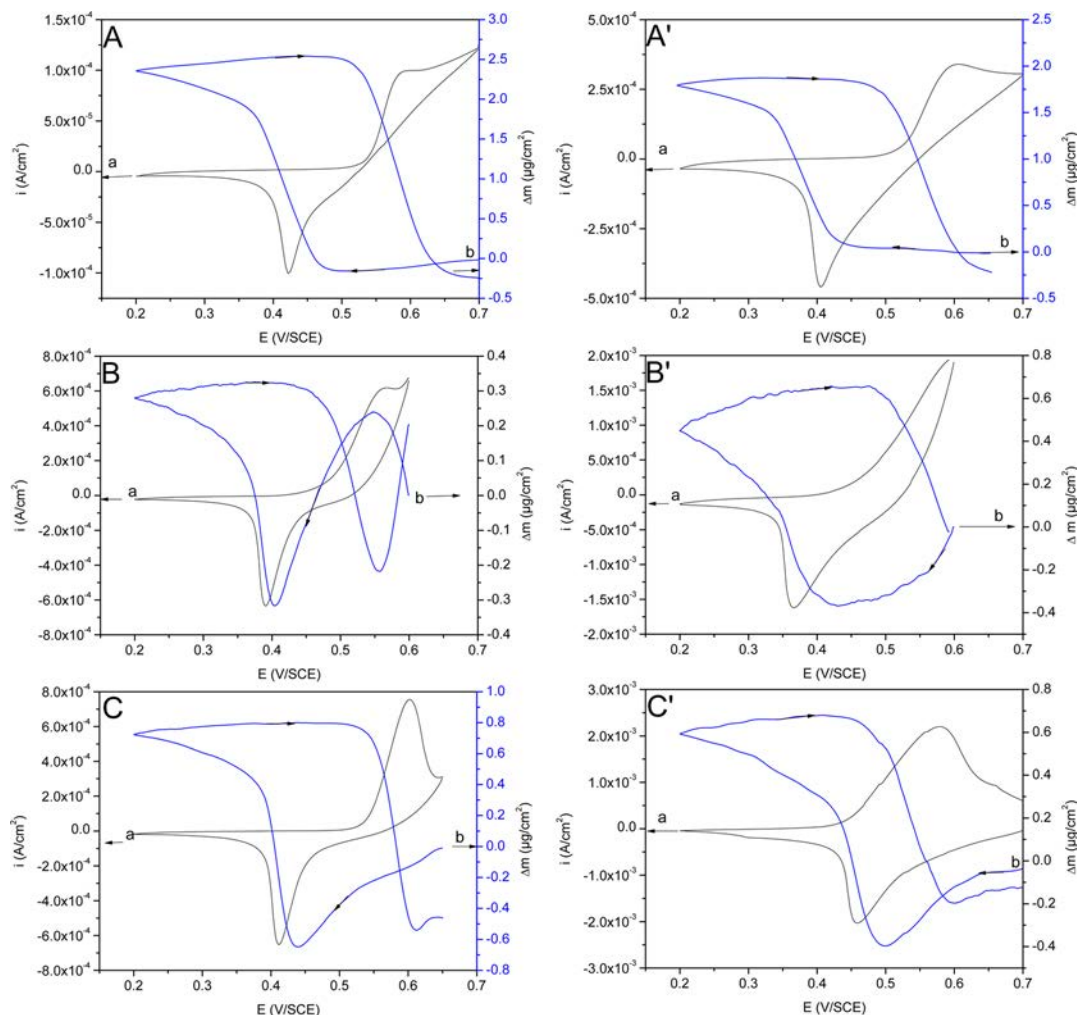 A
i (A/cm²)
1.5x10⁻⁴
1.0x10⁻⁴
5.0x10⁻⁵
0.0
-5.0x10⁻⁵
-1.0x10⁻⁴
a
b
3.0
2.5
2.0
1.5
1.0
0.5
0.0
-0.5
Δm (µg/cm²)
0.2 0.3 0.4 0.5 0.6 0.7
E (V/SCE)
A'
i (A/cm²)
5.0x10⁻⁴
2.5x10⁻⁴
0.0
-2.5x10⁻⁴
-5.0x10⁻⁴
a
b
2.5
2.0
1.5
1.0
0.5
0.0
-0.5
Δm (µg/cm²)
0.2 0.3 0.4 0.5 0.6 0.7
E (V/SCE)
B
i (A/cm²)
8.0x10⁻⁴
6.0x10⁻⁴
4.0x10⁻⁴
2.0x10⁻⁴
0.0
-2.0x10⁻⁴
-4.0x10⁻⁴
-6.0x10⁻⁴
-8.0x10⁻⁴
a
b
0.4
0.3
0.2
0.1
0.0
-0.1
-0.2
-0.3
-0.4
Δm (µg/cm²)
0.2 0.3 0.4 0.5 0.6 0.7
E (V/SCE)
B'
i (A/cm²)
2.0x10⁻³
1.5x10⁻³
1.0x10⁻³
5.0x10⁻⁴
0.0
-5.0x10⁻⁴
-1.0x10⁻³
-1.5x10⁻³
-2.0x10⁻³
a
b
0.8
0.6
0.4
0.2
0.0
-0.2
-0.4
Δ m (µg/cm²)
0.2 0.3 0.4 0.5 0.6 0.7
E (V/SCE)
C
i (A/cm²)
8.0x10⁻⁴
6.0x10⁻⁴
4.0x10⁻⁴
2.0x10⁻⁴
0.0
-2.0x10⁻⁴
-4.0x10⁻⁴
-6.0x10⁻⁴
-8.0x10⁻⁴
a
b
1.0
0.8
0.6
0.4
0.2
0.0
-0.2
-0.4
-0.6
-0.8
Δm (µg/cm²)
0.2 0.3 0.4 0.5 0.6 0.7
E (V/SCE)
C'
i (A/cm²)
3.0x10⁻³
2.0x10⁻³
1.0x10⁻³
0.0
-1.0x10⁻³
-2.0x10⁻³
-3.0x10⁻³
a
b
0.8
0.6
0.4
0.2
0.0
-0.2
-0.4
Δm (µg/cm²)
0.2 0.3 0.4 0.5 0.6 0.7
E (V/SCE)